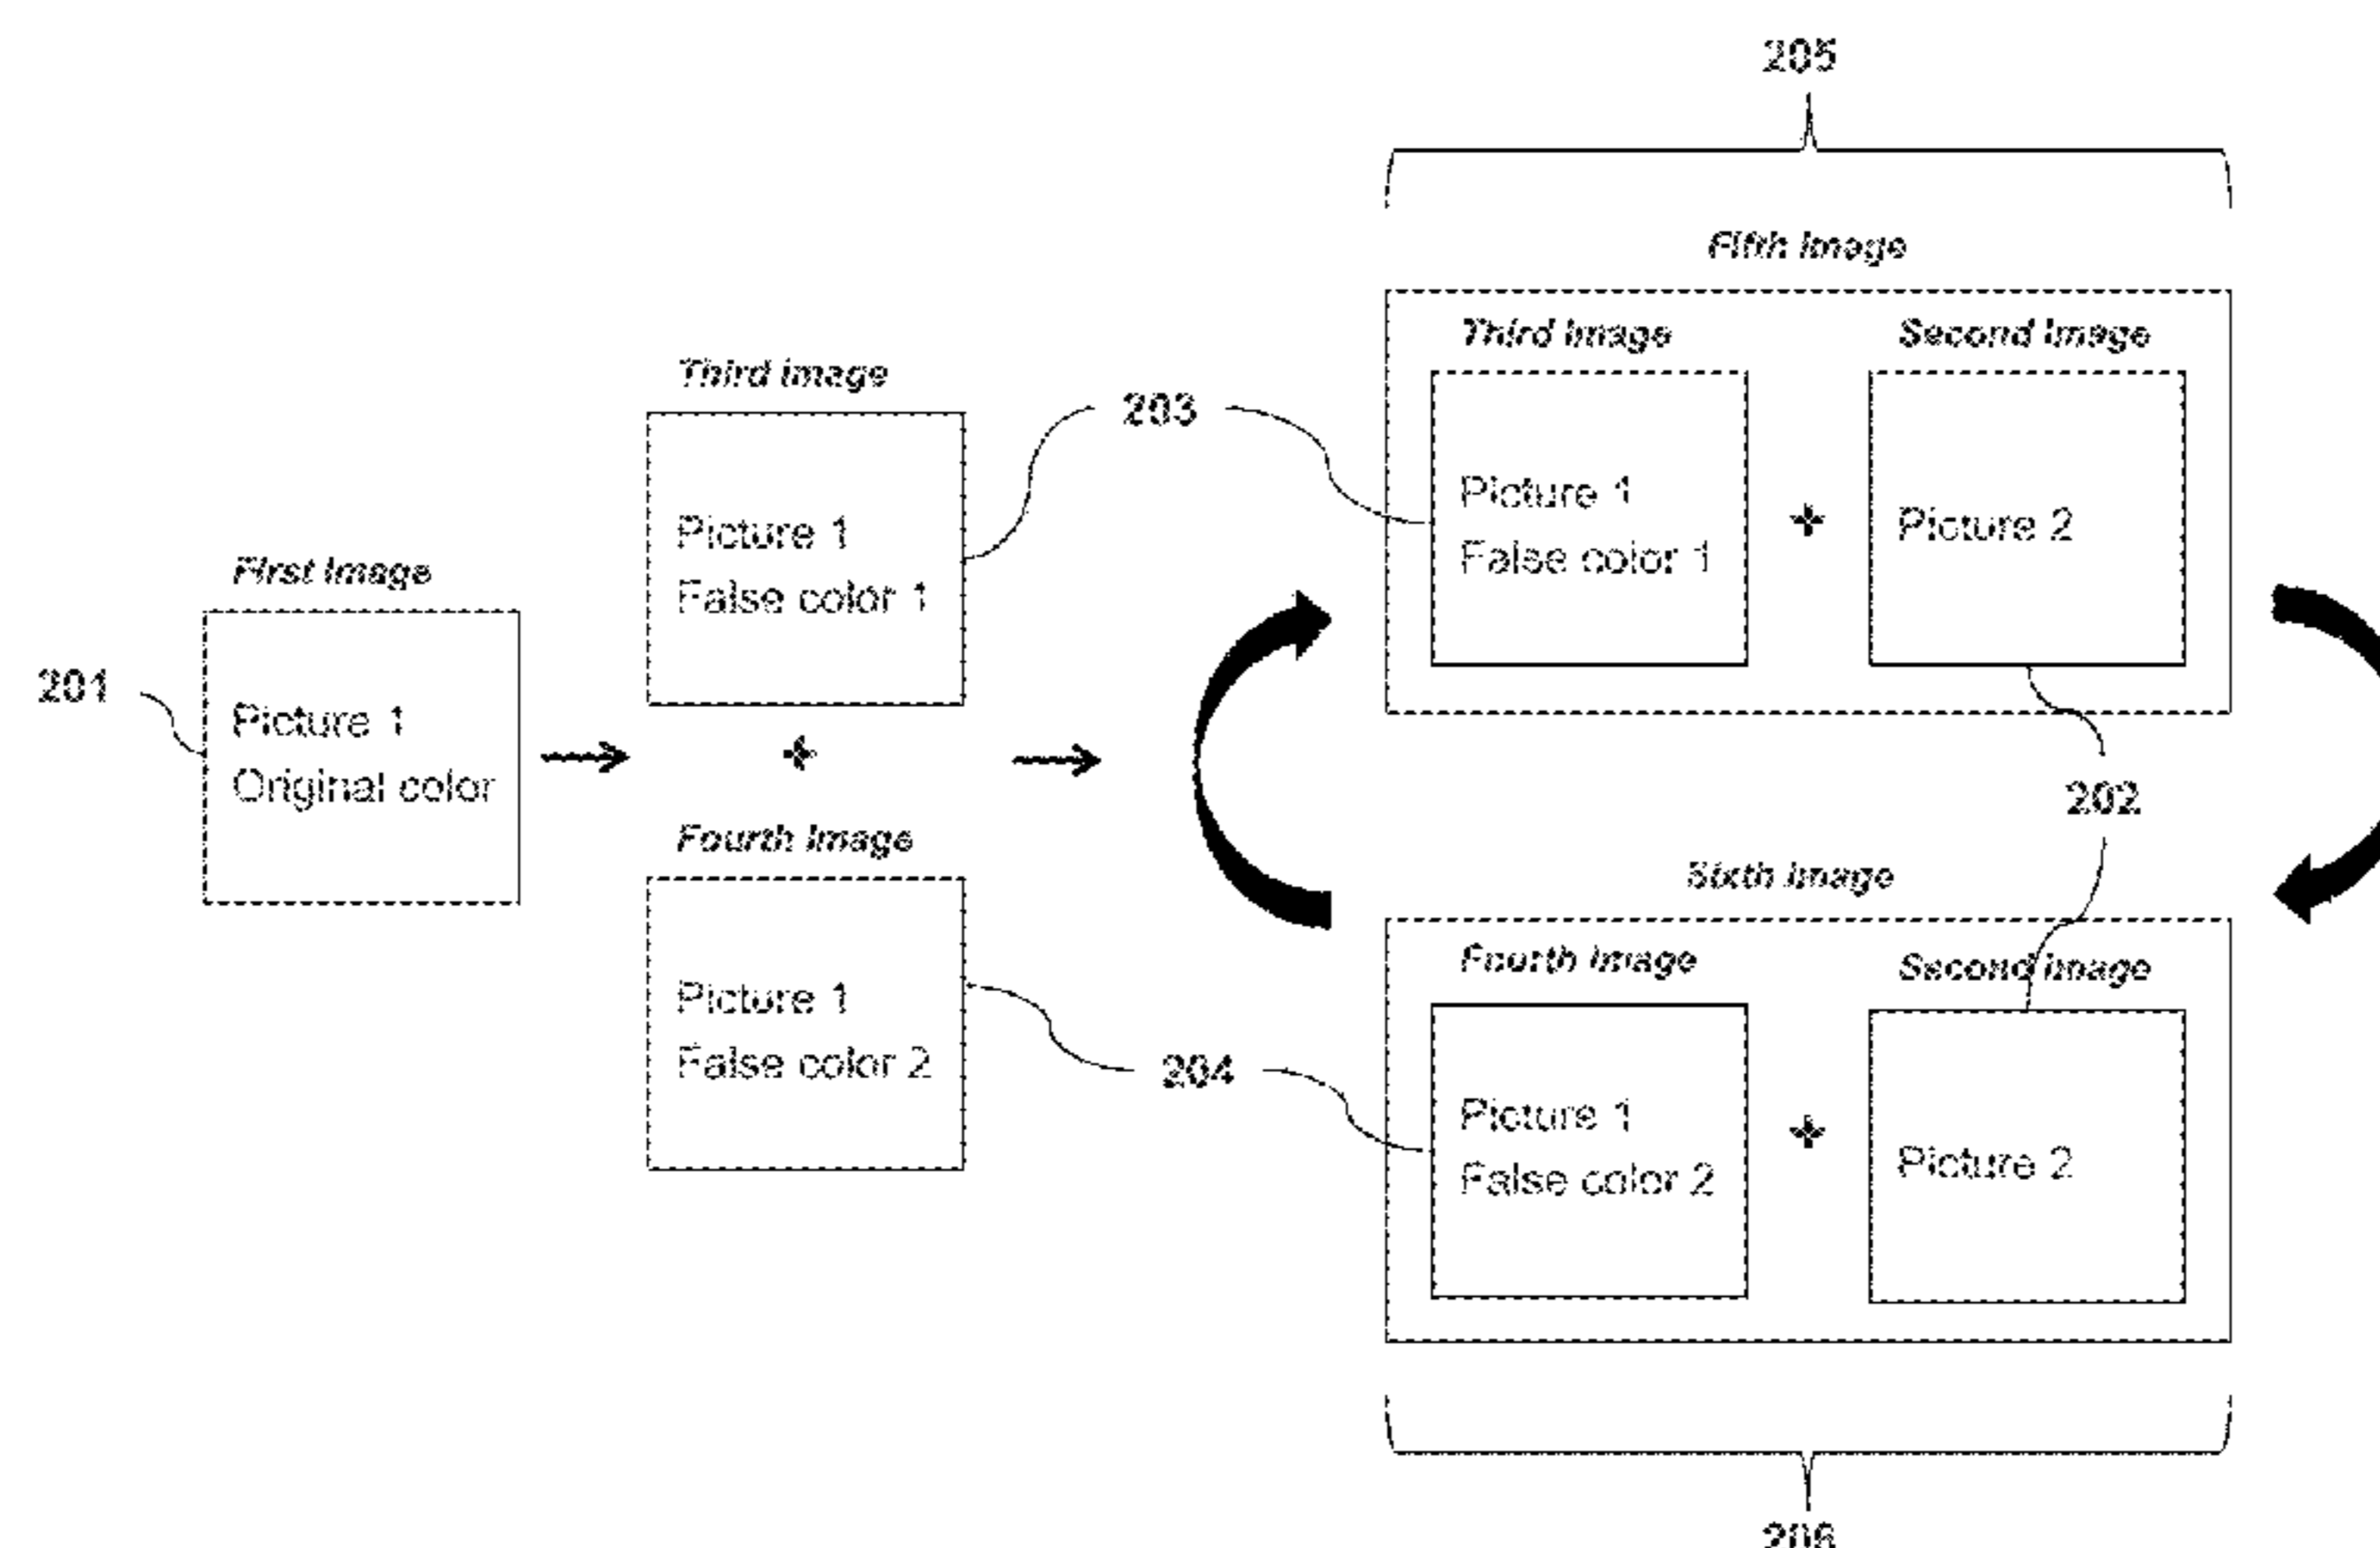 205
Fifth Image
Third Image
Second Image
Picture 1
False color 1
+
Picture 2
Third Image
203
Picture 1
False color 1
First Image
201
Picture 1
Original color
+
202
Fourth Image
Picture 1
False color 2
204
Sixth Image
Fourth Image
Second Image
Picture 1
False color 2
+
Picture 2
206